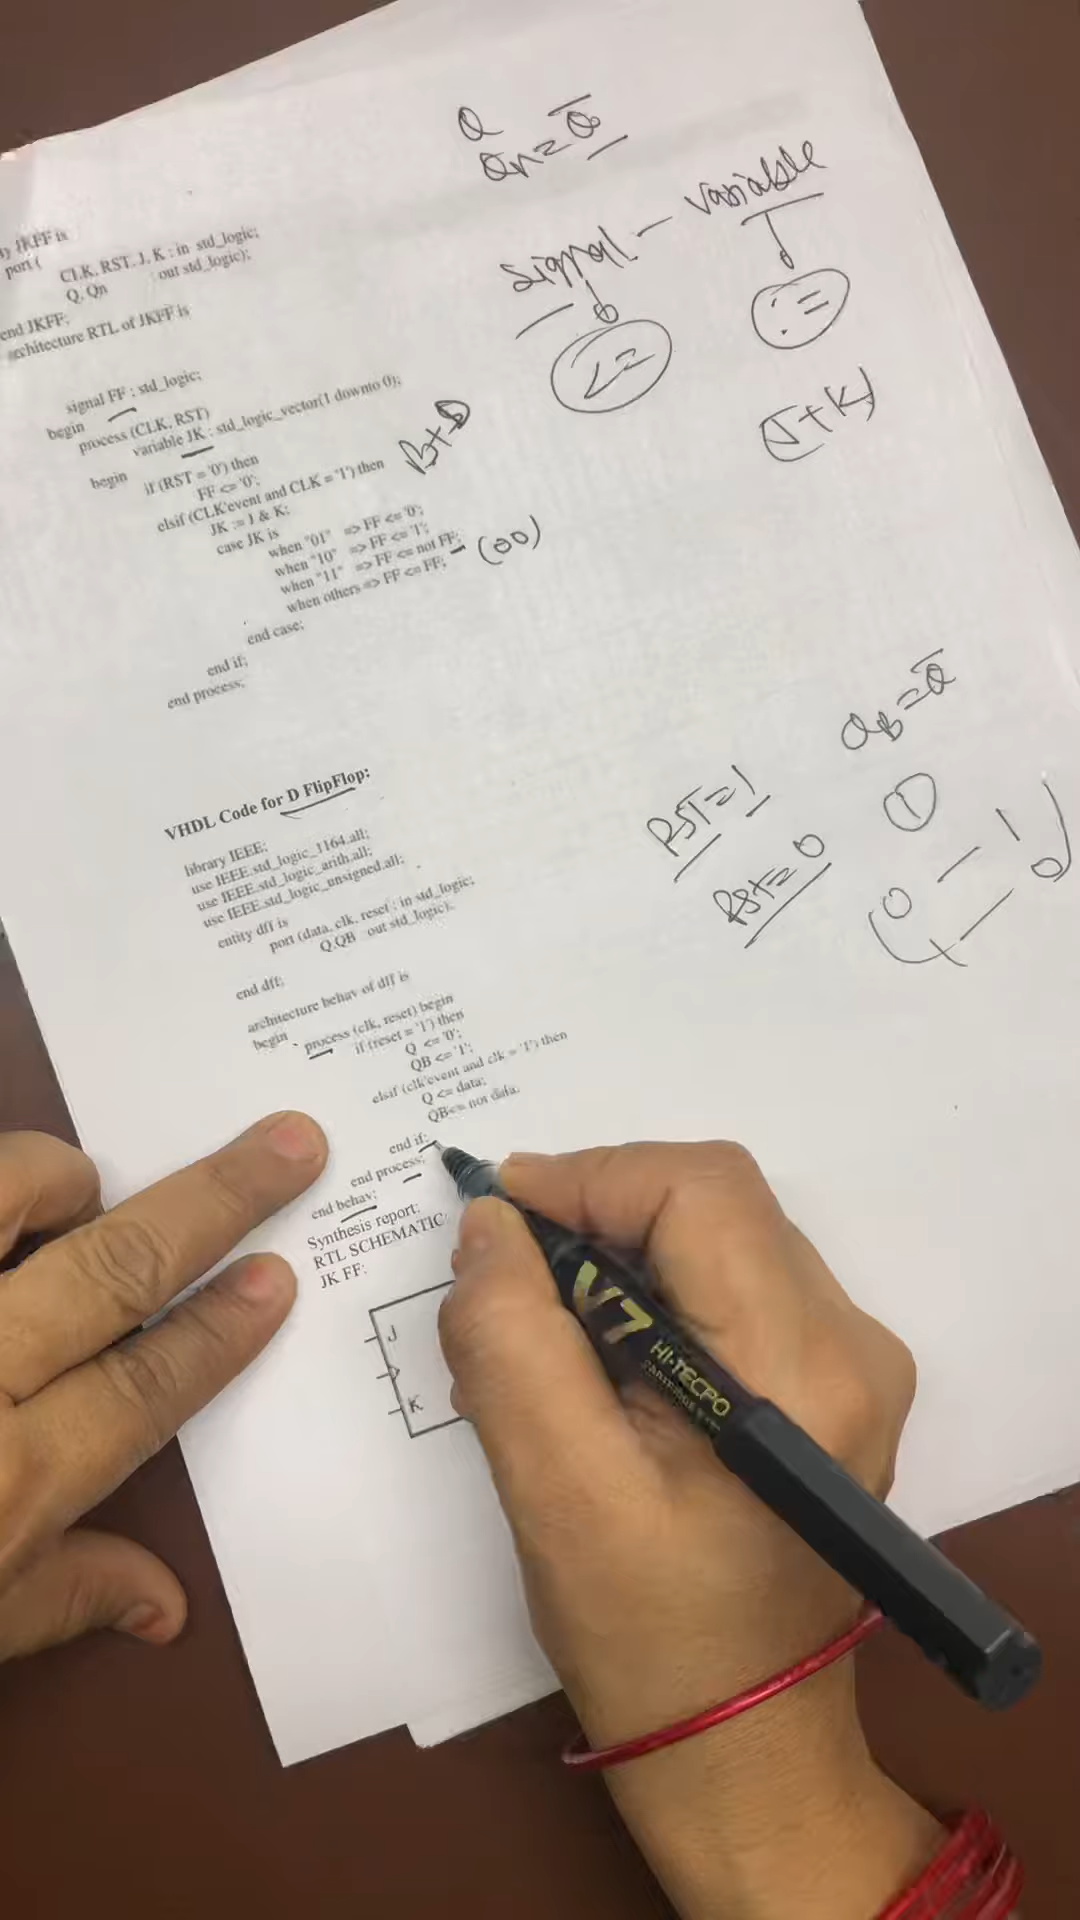 Q
Qn = Q̅
signal — variable
<=
:=
(J+K)
B+D
(00)
JKFF is
port (
CLK, RST, J, K : in std_logic;
Q, Qn out std_logic);
end JKFF;
architecture RTL of JKFF is
signal FF : std_logic;
begin
process (CLK, RST)
variable JK : std_logic_vector(1 downto 0);
begin
if (RST = '0') then
FF <= '0';
elsif (CLK'event and CLK = '1') then
JK := J & K;
case JK is
when "01" => FF <= '0';
when "10" => FF <= '1';
when "11" => FF <= not FF;
when others => FF <= FF;
end case;
end if;
end process;
QB = Q̅
RST=1
Rst=0
1
0 — 1
0
VHDL Code for D FlipFlop:
library IEEE;
use IEEE.std_logic_1164.all;
use IEEE.std_logic_arith.all;
use IEEE.std_logic_unsigned.all;
entity dff is
port (data, clk, reset : in std_logic;
Q,QB out std_logic);
end dff;
architecture behav of dff is
begin process (clk, reset) begin
if (reset = '1') then
Q <= '0';
QB <= '1';
elsif (clk'event and clk = '1') then
Q <= data;
QB<= not data;
end if;
end process;
end behav;
Synthesis report:
RTL SCHEMATIC
JK FF:
J
K
V7
HI-TECPO